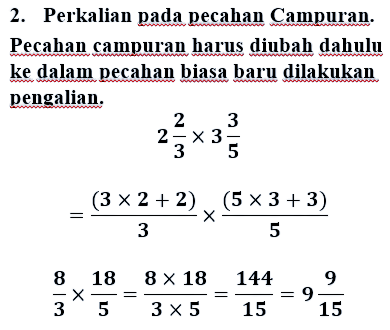 2. Perkalian pada pecahan Campuran.
Pecahan campuran harus diubah dahulu
ke dalam pecahan biasa baru dilakukan
pengalian.
2 2/3 × 3 3/5
= (3 × 2 + 2)/3 × (5 × 3 + 3)/5
8/3 × 18/5 = 8 × 18/3 × 5 = 144/15 = 9 9/15